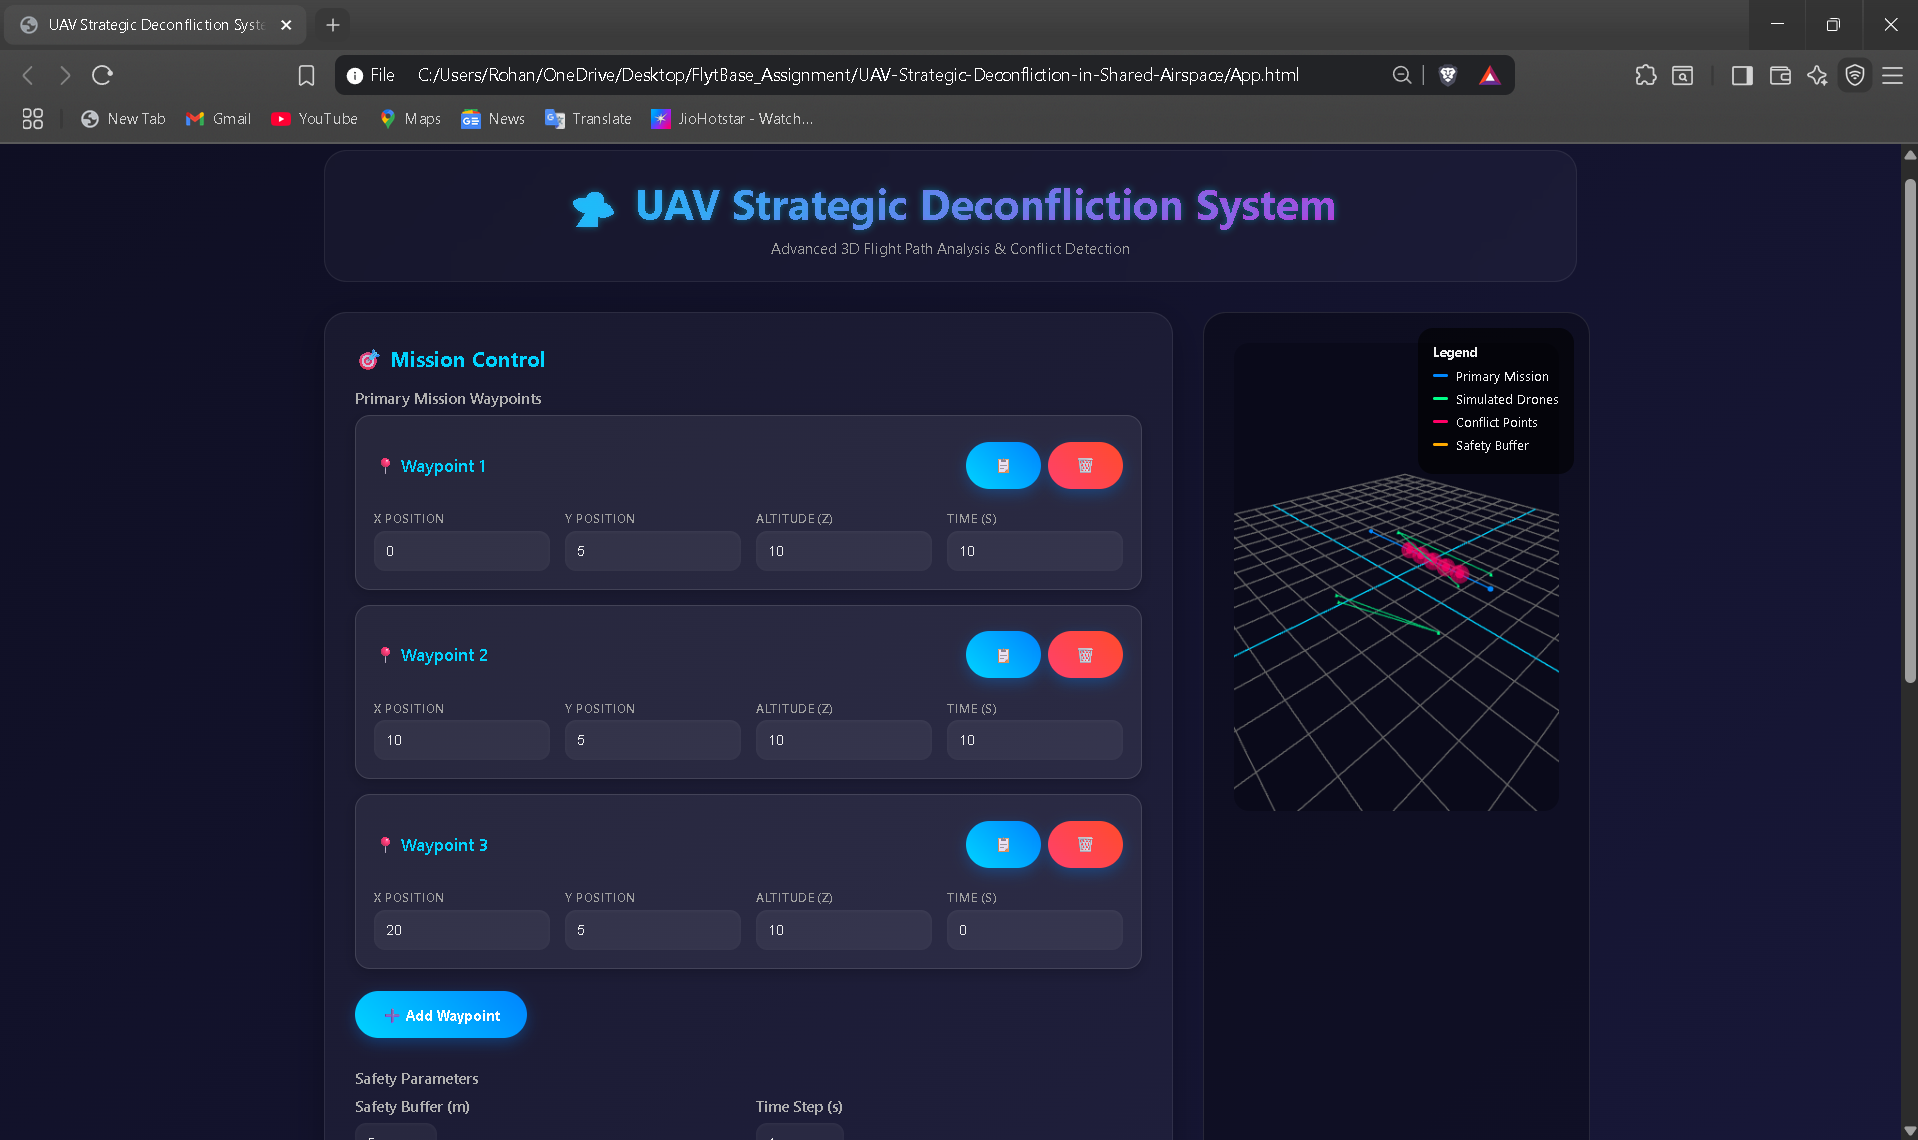 UAV Strategic Deconfliction Syste
File C:/Users/Rohan/OneDrive/Desktop/FlytBase_Assignment/UAV-Strategic-Deconfliction-in-Shared-Airspace/App.html
New Tab Gmail YouTube Maps News Translate JioHotstar - Watch...
UAV Strategic Deconfliction System
Advanced 3D Flight Path Analysis & Conflict Detection
Mission Control
Primary Mission Waypoints
Waypoint 1
X POSITION Y POSITION ALTITUDE (Z) TIME (S)
0 5 10 10
Waypoint 2
X POSITION Y POSITION ALTITUDE (Z) TIME (S)
10 5 10 10
Waypoint 3
X POSITION Y POSITION ALTITUDE (Z) TIME (S)
20 5 10 0
Add Waypoint
Safety Parameters
Safety Buffer (m) Time Step (s)
Legend
Primary Mission
Simulated Drones
Conflict Points
Safety Buffer